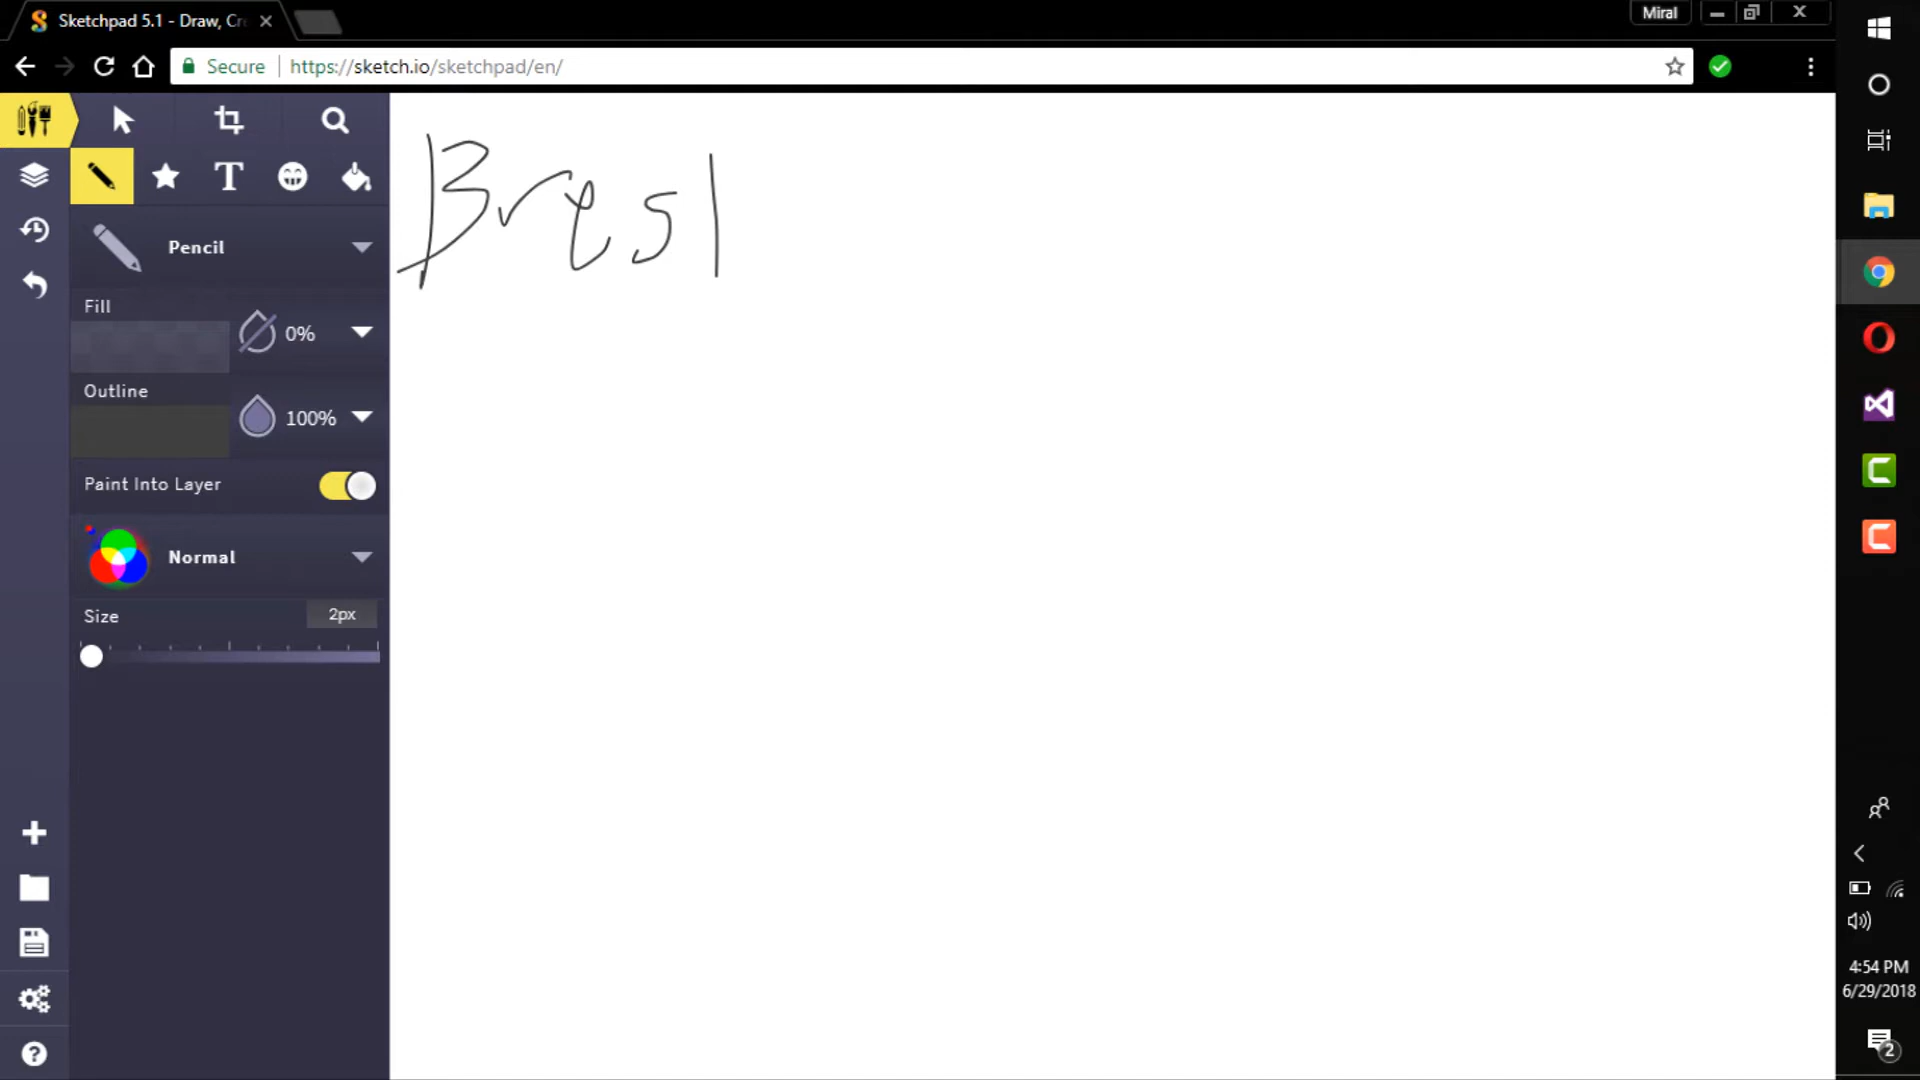 Sketchpad 5.1 - Draw, Cr
Miral
Secure https://sketch.io/sketchpad/en/
T
Bresl
Pencil
Fill
0%
Outline
100%
Paint Into Layer
Normal
Size 2px
4:54 PM
6/29/2018
2